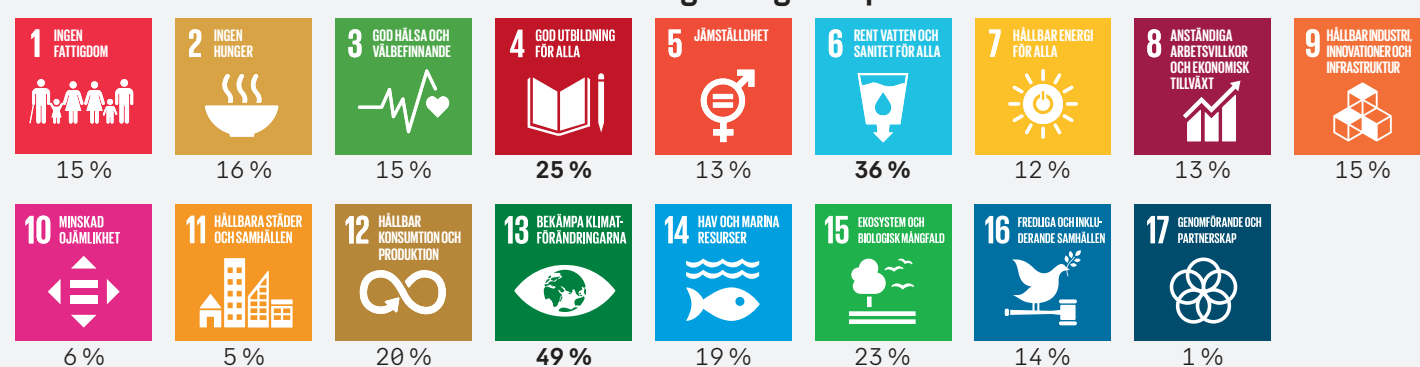 1 INGEN
FATTIGDOM
15 %
2 INGEN
HUNGER
16 %
3 GOD HÄLSA OCH
VÄLBEFINNANDE
15 %
4 GOD UTBILDNING
FÖR ALLA
25 %
5 JÄMSTÄLLDHET
13 %
6 RENT VATTEN OCH
SANITET FÖR ALLA
36 %
7 HÅLLBAR ENERGI
FÖR ALLA
12 %
8 ANSTÄNDIGA
ARBETSVILLKOR
OCH EKONOMISK
TILLVÄXT
13 %
9 HÅLLBAR INDUSTRI,
INNOVATIONER OCH
INFRASTRUKTUR
15 %
10 MINSKAD
OJÄMLIKHET
6 %
11 HÅLLBARA STÄDER
OCH SAMHÄLLEN
5 %
12 HÅLLBAR
KONSUMTION OCH
PRODUKTION
20 %
13 BEKÄMPA KLIMAT-
FÖRÄNDRINGARNA
49 %
14 HAV OCH MARINA
RESURSER
19 %
15 EKOSYSTEM OCH
BIOLOGISK MÅNGFALD
23 %
16 FREDLIGA OCH INKLU-
DERANDE SAMHÄLLEN
14 %
17 GENOMFÖRANDE OCH
PARTNERSKAP
1 %